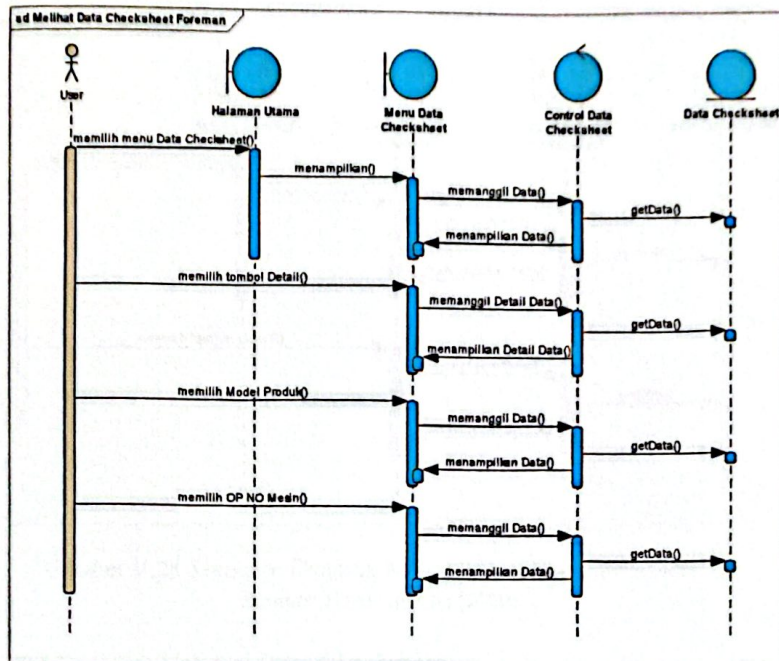 sd Melihat Data Checksheet Foreman
User
Halaman Utama
Menu Data
Checksheet
Control Data
Checksheet
Data Checksheet
memilih menu Data Checksheet()
menampilkan()
memanggil Data()
getData()
menampilkan Data()
memilih tombol Detail()
memanggil Detail Data()
getData()
menampilkan Detail Data()
memilih Model Produk()
memanggil Data()
getData()
menampilkan Data()
memilih OP NO Mesin()
memanggil Data()
getData()
menampilkan Data()